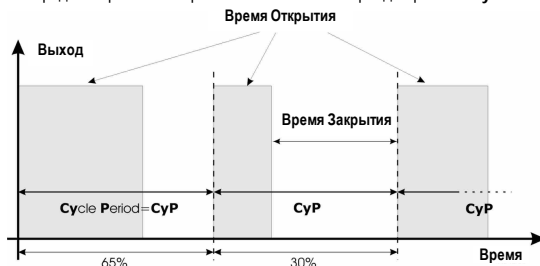 Время Открытия
Выход
Время Закрытия
Cycle Period=CyP
CyP
CyP
65%
30%
Время